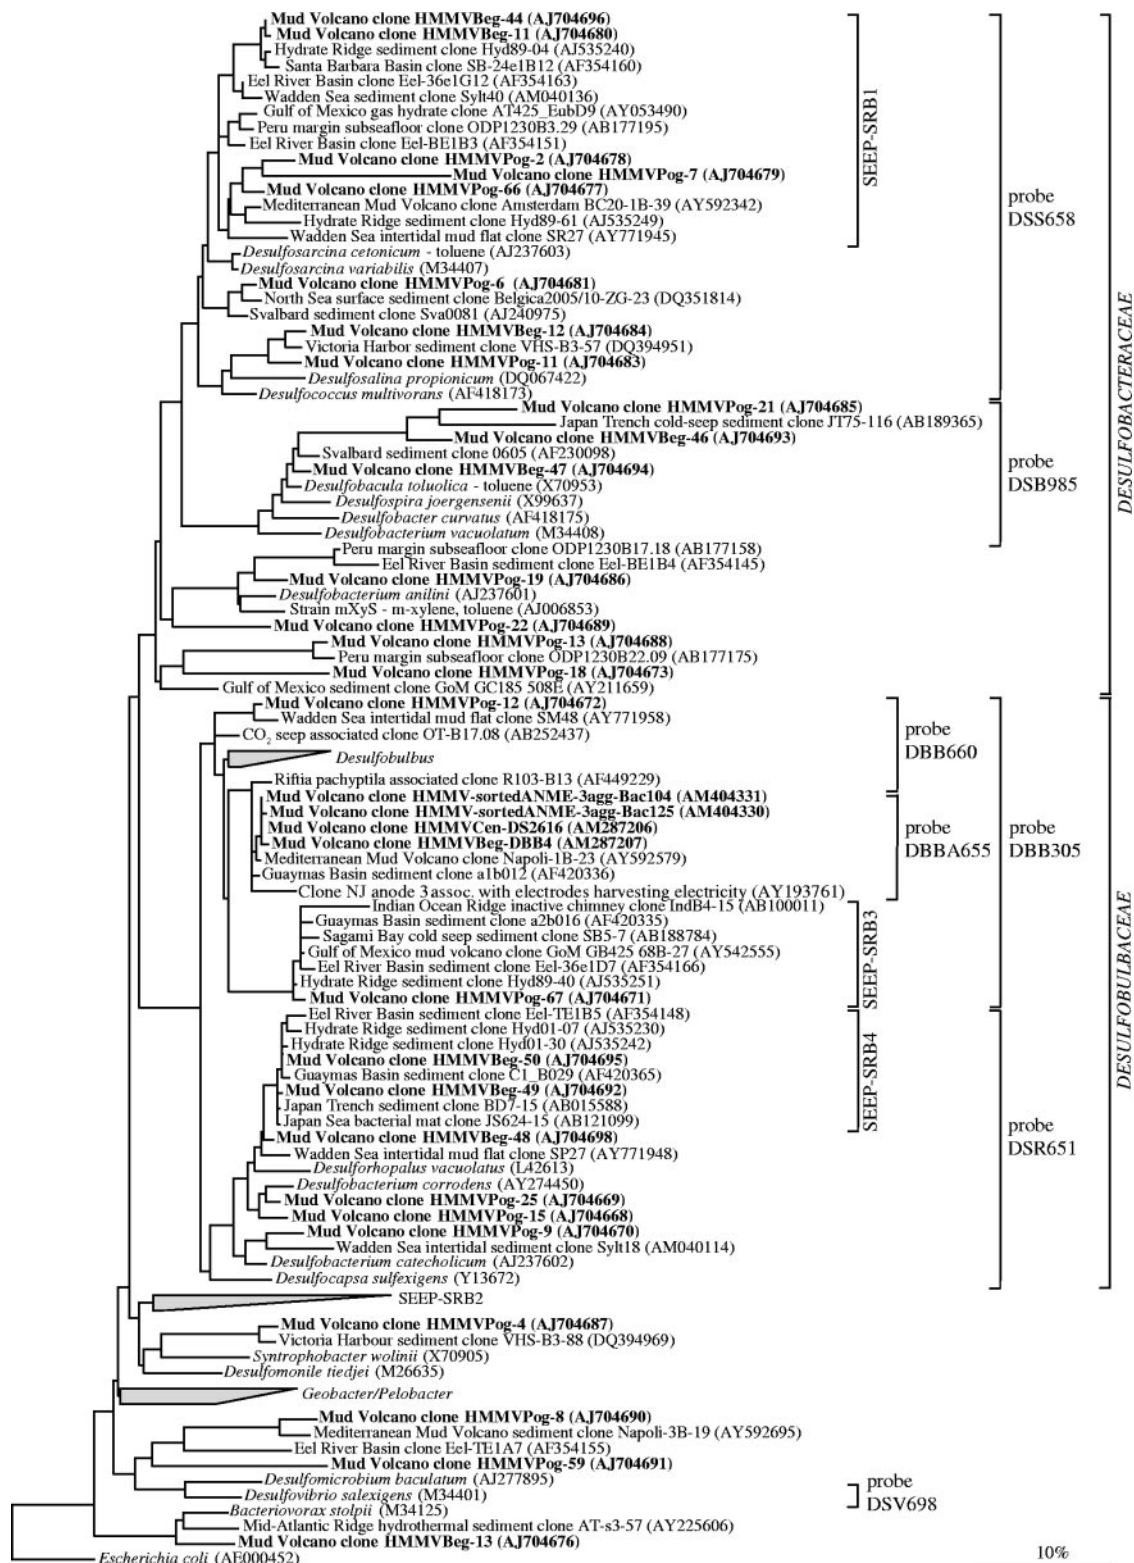 Mud Volcano clone HMMVBeg-44 (AJ704696)
Mud Volcano clone HMMVBeg-11 (AJ704680)
Hydrate Ridge sediment clone Hyd89-04 (AJ535240)
Santa Barbara Basin clone SB-24e1B12 (AF354160)
Eel River Basin clone Eel-36e1G12 (AF354163)
Wadden Sea sediment clone Sylt40 (AM040136)
Gulf of Mexico gas hydrate clone AT425_EubD9 (AY053490)
Peru margin subseafloor clone ODP1230B3.29 (AB177195)
Eel River Basin clone Eel-BE1B3 (AF354151)
Mud Volcano clone HMMVPog-2 (AJ704678)
Mud Volcano clone HMMVPog-7 (AJ704679)
Mud Volcano clone HMMVPog-66 (AJ704677)
Mediterranean Mud Volcano clone Amsterdam BC20-1B-39 (AY592342)
Hydrate Ridge sediment clone Hyd89-61 (AJ535249)
Wadden Sea intertidal mud flat clone SR27 (AY771945)
SEEP-SRB1
Desulfosarcina cetonicum - toluene (AJ237603)
Desulfosarcina variabilis (M34407)
Mud Volcano clone HMMVPog-6 (AJ704681)
North Sea surface sediment clone Belgica2005/10-ZG-23 (DQ351814)
Svalbard sediment clone Sva0081 (AJ240975)
Mud Volcano clone HMMVBeg-12 (AJ704684)
Victoria Harbor sediment clone VHS-B3-57 (DQ394951)
Mud Volcano clone HMMVPog-11 (AJ704683)
Desulfosalina propionicum (DQ067422)
Desulfococcus multivorans (AF418173)
probe
DSS658
Mud Volcano clone HMMVPog-21 (AJ704685)
Japan Trench cold-seep sediment clone JT75-116 (AB189365)
Mud Volcano clone HMMVBeg-46 (AJ704693)
Svalbard sediment clone 0605 (AF230098)
Mud Volcano clone HMMVBeg-47 (AJ704694)
Desulfobacula toluolica - toluene (X70953)
Desulfospira joergensenii (X99637)
Desulfobacter curvatus (AF418175)
Desulfobacterium vacuolatum (M34408)
probe
DSB985
Peru margin subseafloor clone ODP1230B17.18 (AB177158)
Eel River Basin sediment clone Eel-BE1B4 (AF354145)
Mud Volcano clone HMMVPog-19 (AJ704686)
Desulfobacterium anilini (AJ237601)
Strain mXyS - m-xylene, toluene (AJ006853)
Mud Volcano clone HMMVPog-22 (AJ704689)
Mud Volcano clone HMMVPog-13 (AJ704688)
Peru margin subseafloor clone ODP1230B22.09 (AB177175)
Mud Volcano clone HMMVPog-18 (AJ704673)
Gulf of Mexico sediment clone GoM GC185 508E (AY211659)
DESULFOBACTERACEAE
Mud Volcano clone HMMVPog-12 (AJ704672)
Wadden Sea intertidal mud flat clone SM48 (AY771958)
CO2 seep associated clone OT-B17.08 (AB252437)
Desulfobulbus
Riftia pachyptila associated clone R103-B13 (AF449229)
probe
DBB660
Mud Volcano clone HMMV-sortedANME-3agg-Bac104 (AM404331)
Mud Volcano clone HMMV-sortedANME-3agg-Bac125 (AM404330)
Mud Volcano clone HMMVCen-DS2616 (AM287206)
Mud Volcano clone HMMVBeg-DBB4 (AM287207)
Mediterranean Mud Volcano clone Napoli-1B-23 (AY592579)
Guaymas Basin sediment clone a1b012 (AF420336)
Clone NJ anode 3 assoc. with electrodes harvesting electricity (AY193761)
probe
DBBA655
Indian Ocean Ridge inactive chimney clone IndB4-15 (AB100011)
Guaymas Basin sediment clone a2b016 (AF420335)
Sagami Bay cold seep sediment clone SB5-7 (AB188784)
Gulf of Mexico mud volcano clone GoM GB425 68B-27 (AY542555)
Eel River Basin sediment clone Eel-36e1D7 (AF354166)
Hydrate Ridge sediment clone Hyd89-40 (AJ535251)
Mud Volcano clone HMMVPog-67 (AJ704671)
SEEP-SRB3
probe
DBB305
Eel River Basin sediment clone Eel-TE1B5 (AF354148)
Hydrate Ridge sediment clone Hyd01-07 (AJ535230)
Hydrate Ridge sediment clone Hyd01-30 (AJ535242)
Mud Volcano clone HMMVBeg-50 (AJ704695)
Guaymas Basin sediment clone C1_B029 (AF420365)
Mud Volcano clone HMMVBeg-49 (AJ704692)
Japan Trench sediment clone BD7-15 (AB015588)
Japan Sea bacterial mat clone JS624-15 (AB121099)
Mud Volcano clone HMMVBeg-48 (AJ704698)
SEEP-SRB4
Wadden Sea intertidal mud flat clone SP27 (AY771948)
Desulforhopalus vacuolatus (L42613)
Desulfobacterium corrodens (AY274450)
Mud Volcano clone HMMVPog-25 (AJ704669)
Mud Volcano clone HMMVPog-15 (AJ704668)
Mud Volcano clone HMMVPog-9 (AJ704670)
Wadden Sea intertidal sediment clone Sylt18 (AM040114)
Desulfobacterium catecholicum (AJ237602)
Desulfocapsa sulfexigens (Y13672)
probe
DSR651
DESULFOBULBACEAE
SEEP-SRB2
Mud Volcano clone HMMVPog-4 (AJ704687)
Victoria Harbour sediment clone VHS-B3-88 (DQ394969)
Syntrophobacter wolinii (X70905)
Desulfomonile tiedjei (M26635)
Geobacter/Pelobacter
Mud Volcano clone HMMVPog-8 (AJ704690)
Mediterranean Mud Volcano sediment clone Napoli-3B-19 (AY592695)
Eel River Basin clone Eel-TE1A7 (AF354155)
Mud Volcano clone HMMVPog-59 (AJ704691)
Desulfomicrobium baculatum (AJ277895)
Desulfovibrio salexigens (M34401)
probe
DSV698
Bacteriovorax stolpii (M34125)
Mid-Atlantic Ridge hydrothermal sediment clone AT-s3-57 (AY225606)
Mud Volcano clone HMMVBeg-13 (AJ704676)
Escherichia coli (AE000452)
10%